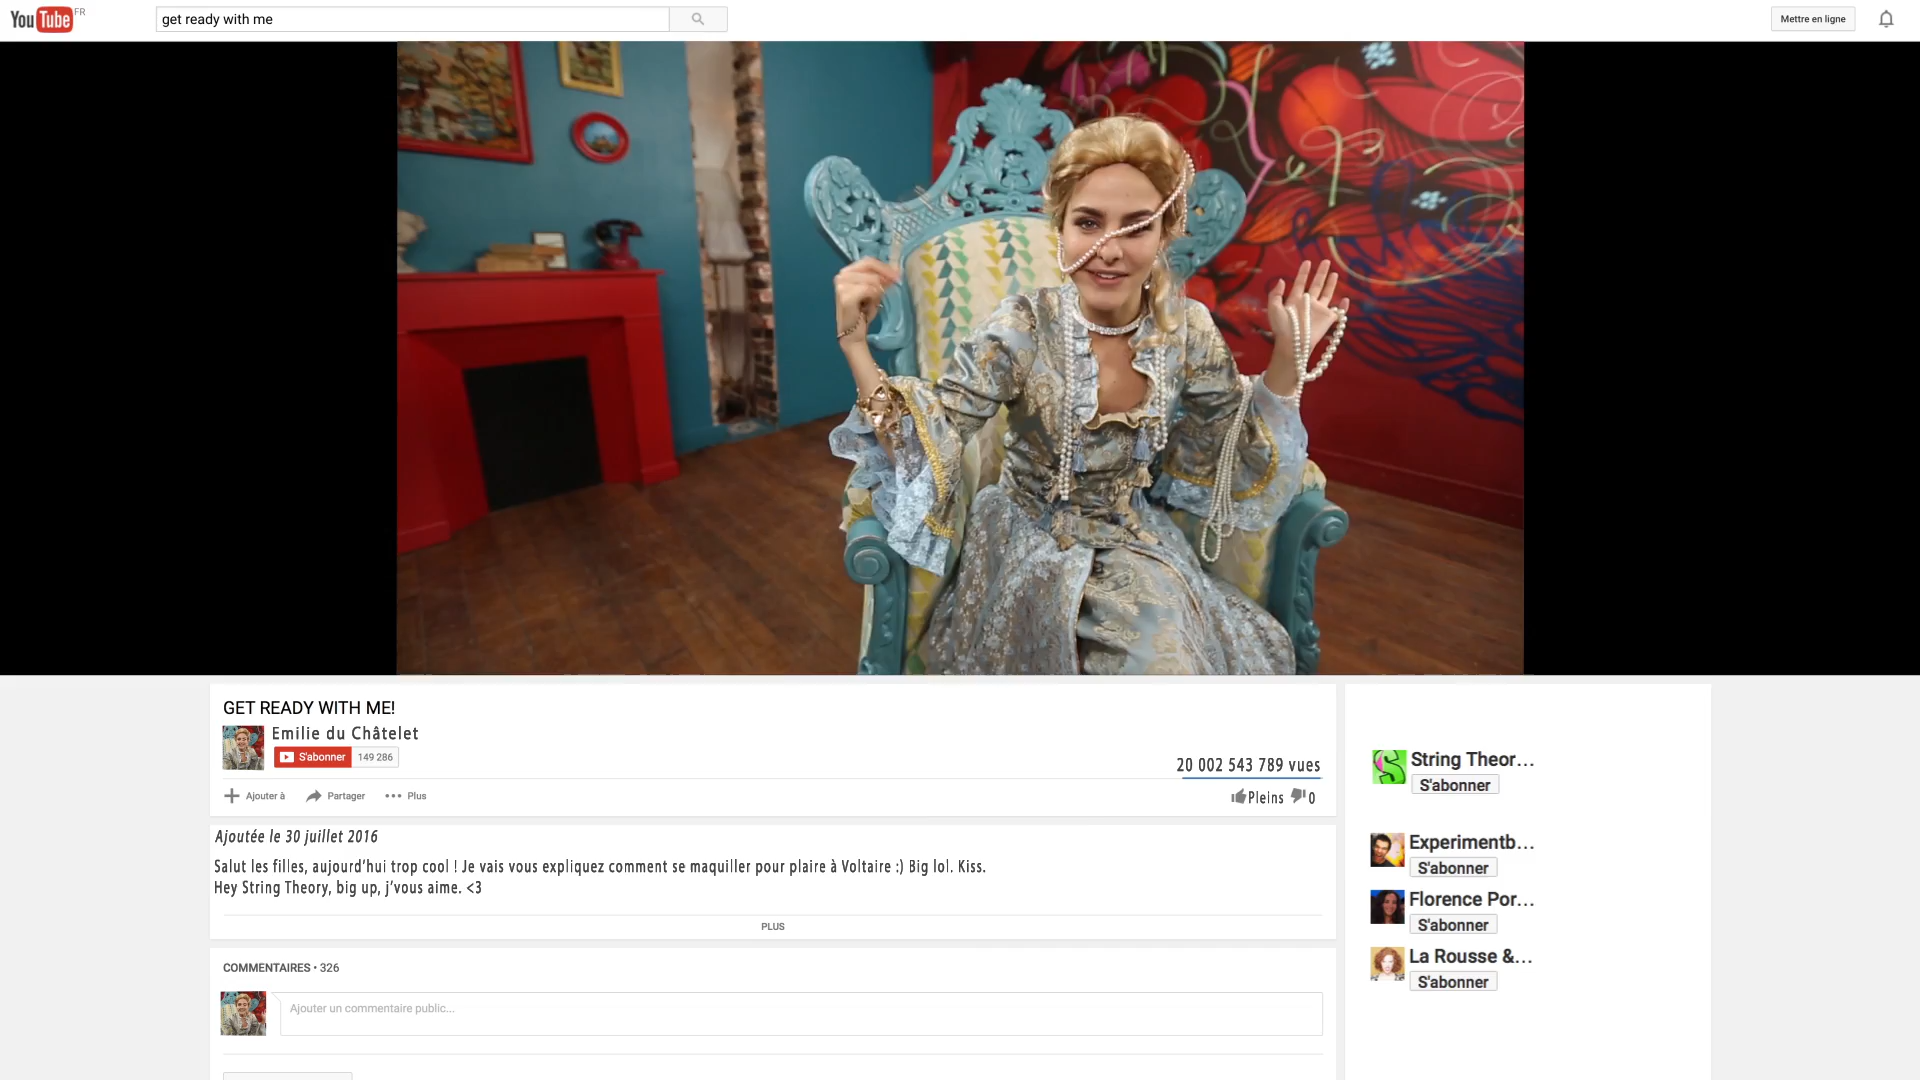 YouTube FR
get ready with me
Mettre en ligne
GET READY WITH ME!
Emilie du Châtelet
S'abonner 149 286
20 002 543 789 vues
Ajouter à Partager Plus
Pleins 0
Ajoutée le 30 juillet 2016
Salut les filles, aujourd'hui trop cool ! Je vais vous expliquez comment se maquiller pour plaire à Voltaire :) Big lol. Kiss.
Hey String Theory, big up, j'vous aime. <3
PLUS
COMMENTAIRES • 326
Ajouter un commentaire public...
String Theor...
S'abonner
Experimentb...
S'abonner
Florence Por...
S'abonner
La Rousse &...
S'abonner